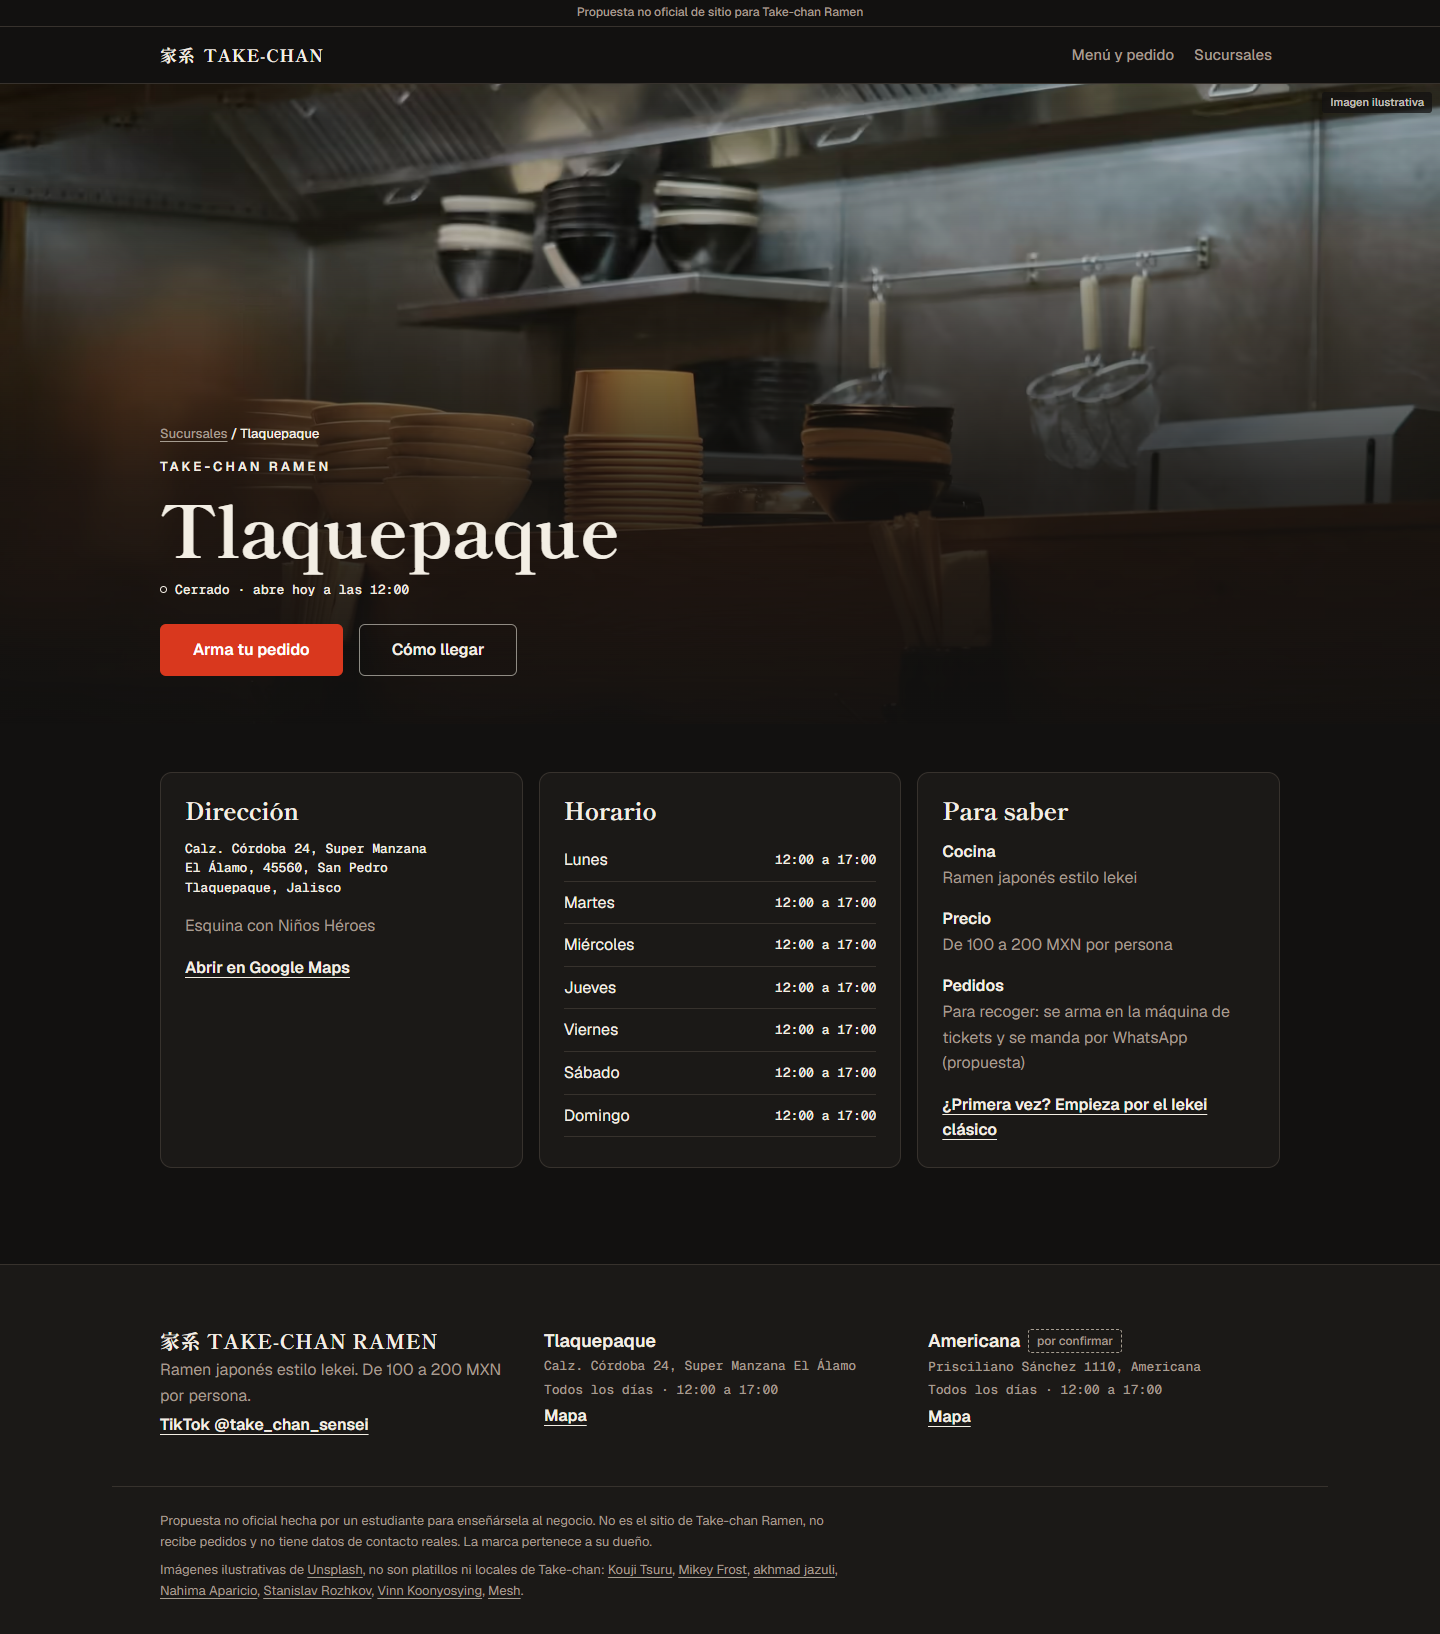 Propuesta no oficial de sitio para Take-chan Ramen
家系 TAKE-CHAN
Menú y pedido
Sucursales
Imagen ilustrativa
Sucursales / Tlaquepaque
TAKE-CHAN RAMEN
Tlaquepaque
Cerrado · abre hoy a las 12:00
Arma tu pedido
Cómo llegar
Dirección
Calz. Córdoba 24, Super Manzana
El Álamo, 45560, San Pedro
Tlaquepaque, Jalisco
Esquina con Niños Héroes
Abrir en Google Maps
Horario
Lunes 12:00 a 17:00
Martes 12:00 a 17:00
Miércoles 12:00 a 17:00
Jueves 12:00 a 17:00
Viernes 12:00 a 17:00
Sábado 12:00 a 17:00
Domingo 12:00 a 17:00
Para saber
Cocina
Ramen japonés estilo Iekei
Precio
De 100 a 200 MXN por persona
Pedidos
Para recoger: se arma en la máquina de
tickets y se manda por WhatsApp
(propuesta)
¿Primera vez? Empieza por el Iekei
clásico
家系 TAKE-CHAN RAMEN
Ramen japonés estilo Iekei. De 100 a 200 MXN
por persona.
TikTok @take_chan_sensei
Tlaquepaque
Calz. Córdoba 24, Super Manzana El Álamo
Todos los días · 12:00 a 17:00
Mapa
Americana por confirmar
Prisciliano Sánchez 1110, Americana
Todos los días · 12:00 a 17:00
Mapa
Propuesta no oficial hecha por un estudiante para enseñársela al negocio. No es el sitio de Take-chan Ramen, no
recibe pedidos y no tiene datos de contacto reales. La marca pertenece a su dueño.
Imágenes ilustrativas de Unsplash, no son platillos ni locales de Take-chan: Kouji Tsuru, Mikey Frost, akhmad jazuli,
Nahima Aparicio, Stanislav Rozhkov, Vinn Koonyosying, Mesh.